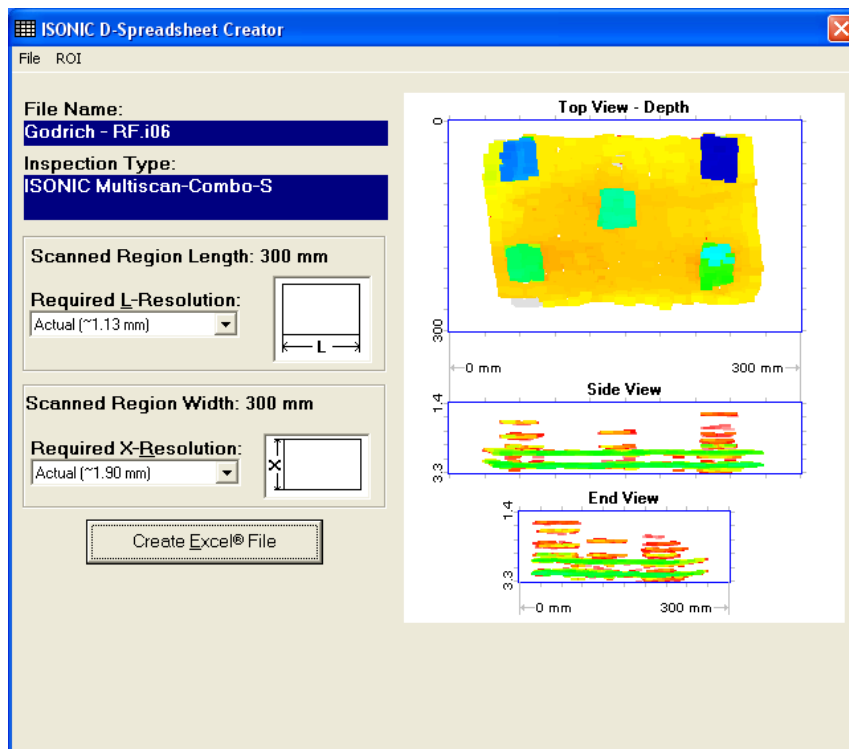 ISONIC D-Spreadsheet Creator
File ROI
File Name:
Godrich - RF.i06
Inspection Type:
ISONIC Multiscan-Combo-S
Scanned Region Length: 300 mm
Required L-Resolution:
Actual (~1.13 mm)
L
Scanned Region Width: 300 mm
Required X-Resolution:
Actual (~1.90 mm)
X
Create Excel® File
Top View - Depth
0
300
0 mm 300 mm
Side View
1.4
3.3
End View
1.4
3.3
0 mm 300 mm